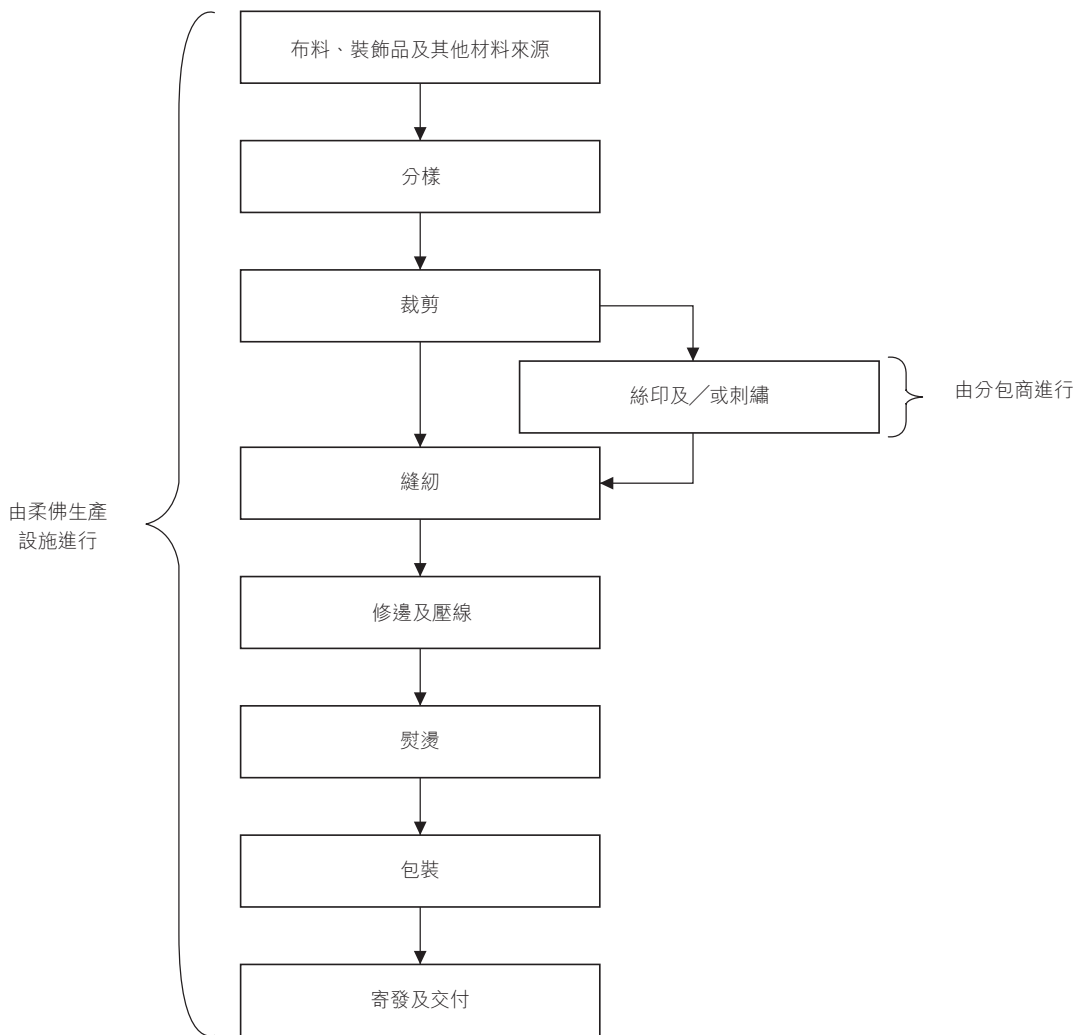 布料、裝飾品及其他材料來源
分樣
裁剪
絲印及／或刺繡
由分包商進行
縫紉
由柔佛生產
設施進行
修邊及壓線
熨燙
包裝
寄發及交付